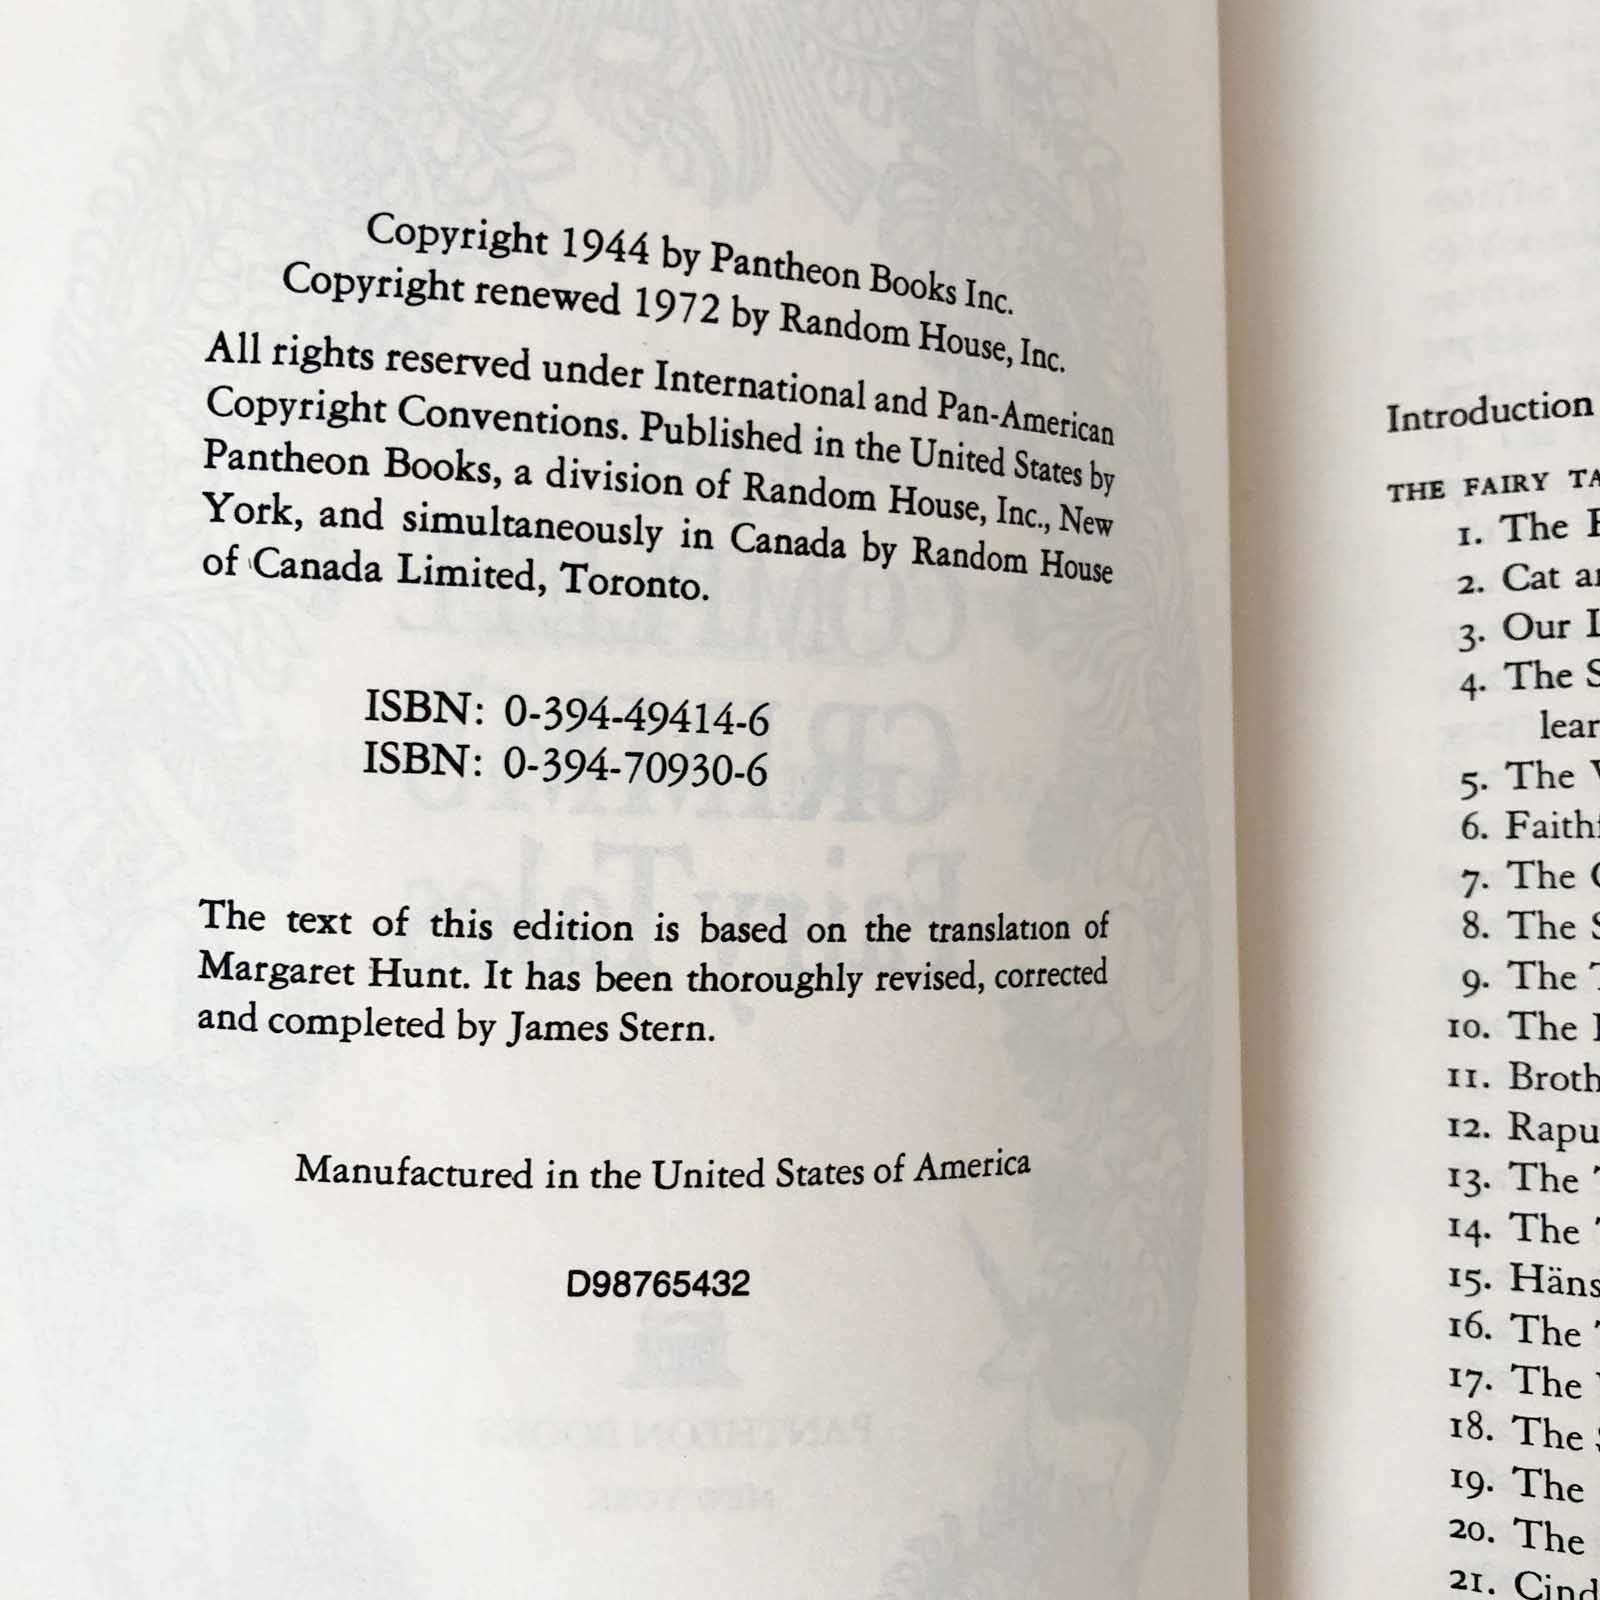 Copyright 1944 by Pantheon Books Inc.
Copyright renewed 1972 by Random House, Inc.
All rights reserved under International and Pan-American
Copyright Conventions. Published in the United States by
Pantheon Books, a division of Random House, Inc., New
York, and simultaneously in Canada by Random House
of Canada Limited, Toronto.
ISBN: 0-394-49414-6
ISBN: 0-394-70930-6
The text of this edition is based on the translation of
Margaret Hunt. It has been thoroughly revised, corrected
and completed by James Stern.
Manufactured in the United States of America
D98765432
Introduction
THE FAIRY
1. The
2. Cat
3. Our
4. The
5. The
6.
7. The
8. The
9. The
10. The
11.
12.
13. The
14. The
15.
16. The
17. The
18. The
19. The
20. The
21.